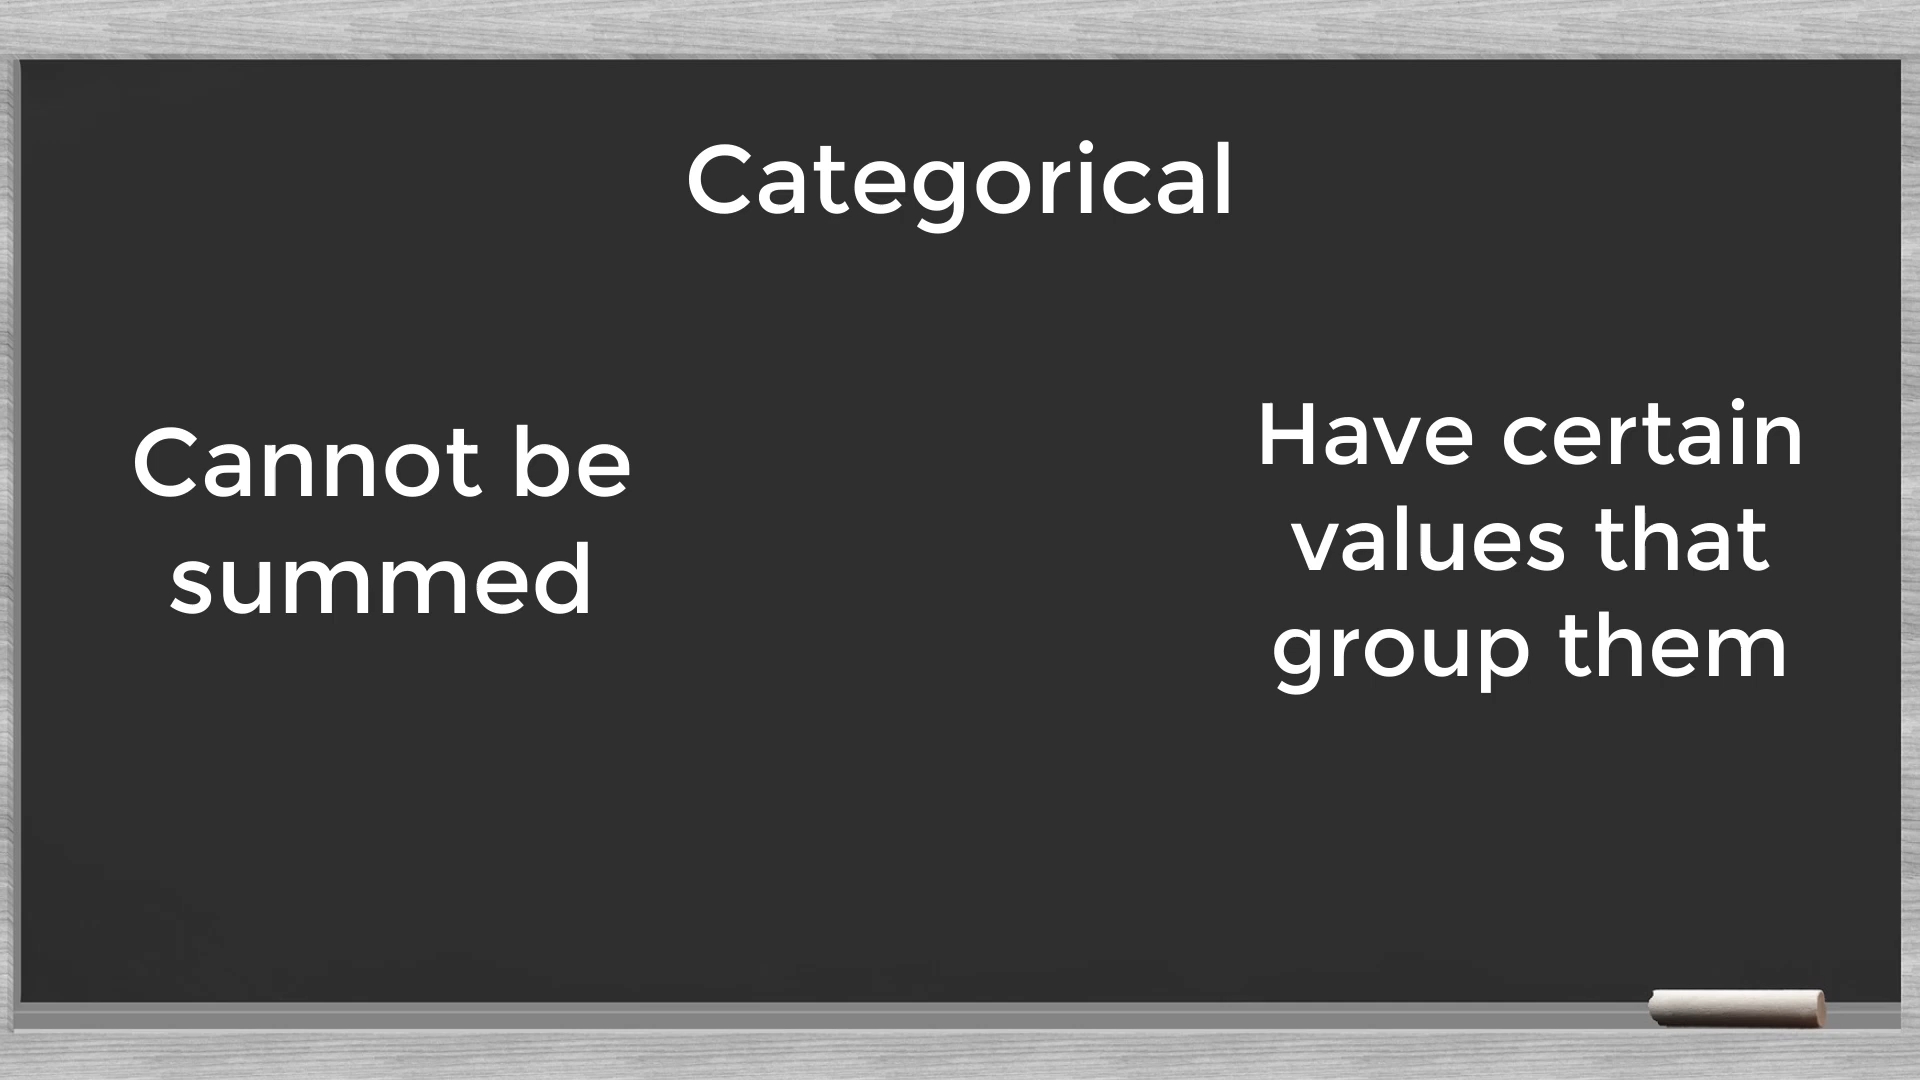 Categorical
Cannot be
summed
Have certain
values that
group them